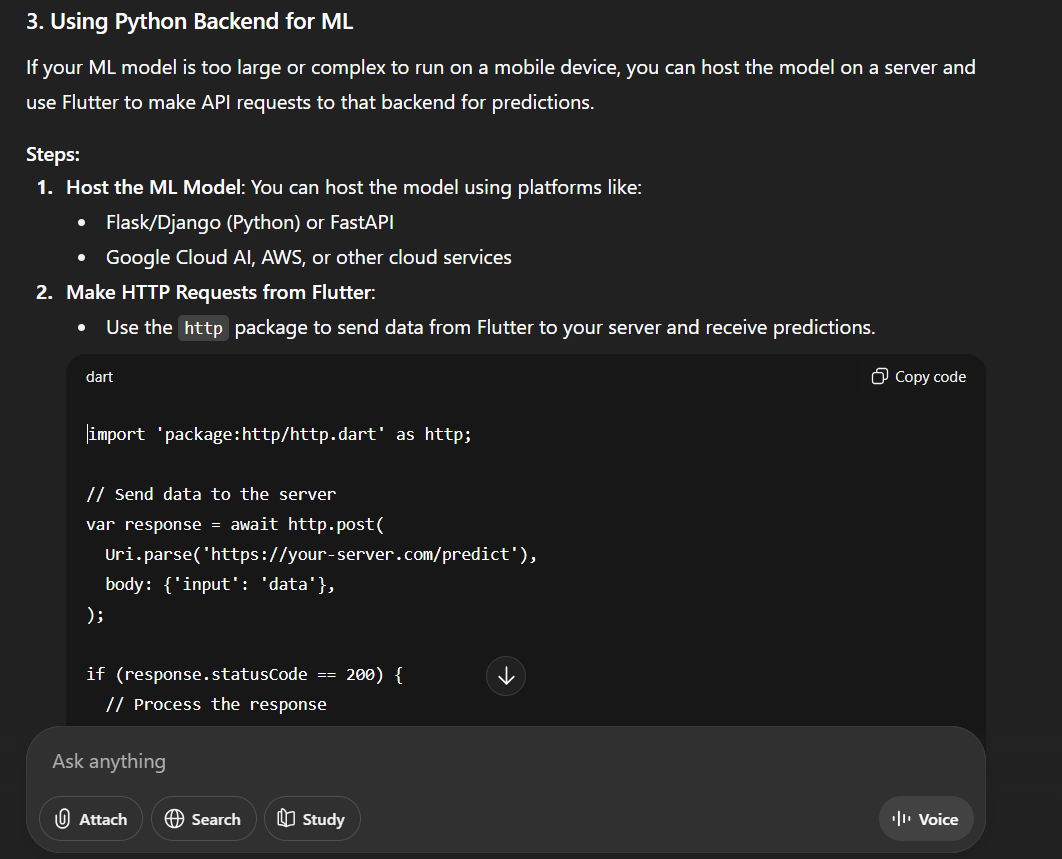 3. Using Python Backend for ML
If your ML model is too large or complex to run on a mobile device, you can host the model on a server and
use Flutter to make API requests to that backend for predictions.
Steps:
1. Host the ML Model: You can host the model using platforms like:
• Flask/Django (Python) or FastAPI
• Google Cloud AI, AWS, or other cloud services
2. Make HTTP Requests from Flutter:
• Use the http package to send data from Flutter to your server and receive predictions.
dart Copy code
import 'package:http/http.dart' as http;
// Send data to the server
var response = await http.post(
  Uri.parse('https://your-server.com/predict'),
  body: {'input': 'data'},
);
if (response.statusCode == 200) {
  // Process the response
Ask anything
Attach Search Study Voice